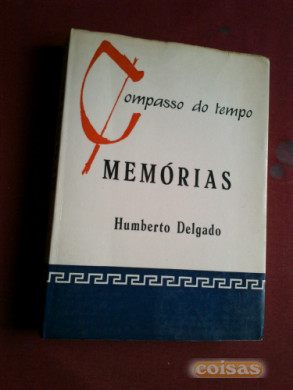 Compasso do tempo
MEMÓRIAS
Humberto Delgado
coisas